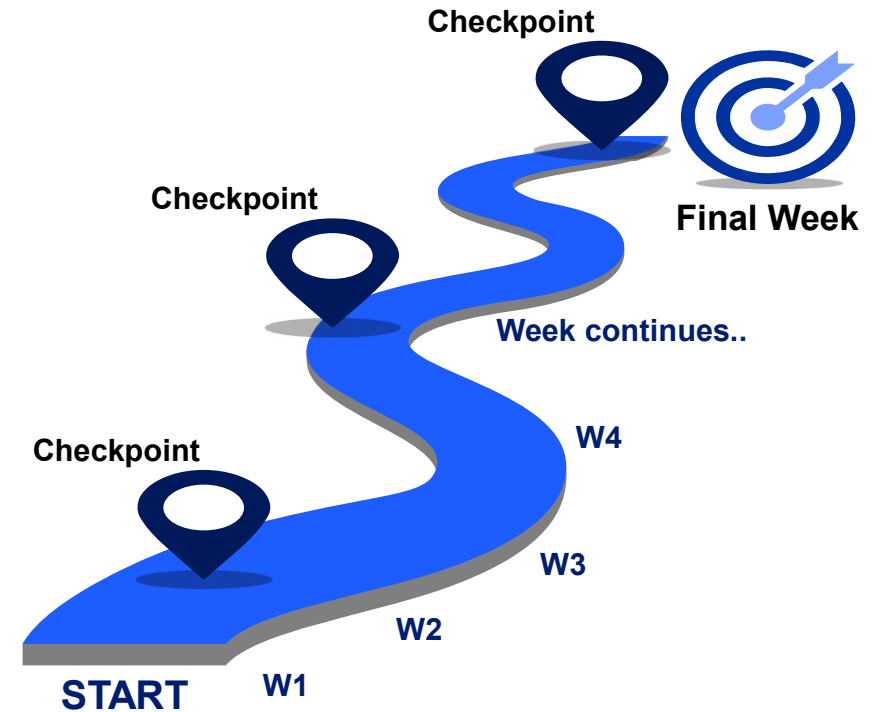 Checkpoint
Final Week
Checkpoint
Week continues..
W4
Checkpoint
W3
W2
W1
START